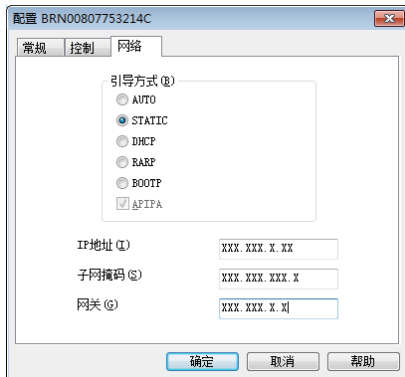 配置 BRN00807753214C
常规 控制 网络
引导方式(B)
AUTO
STATIC
DHCP
RARP
BOOTP
APIPA
IP地址(I) XXX.XXX.X.XX
子网掩码(S) XXX.XXX.XXX.X
网关(G) XXX.XXX.X.X
确定 取消 帮助